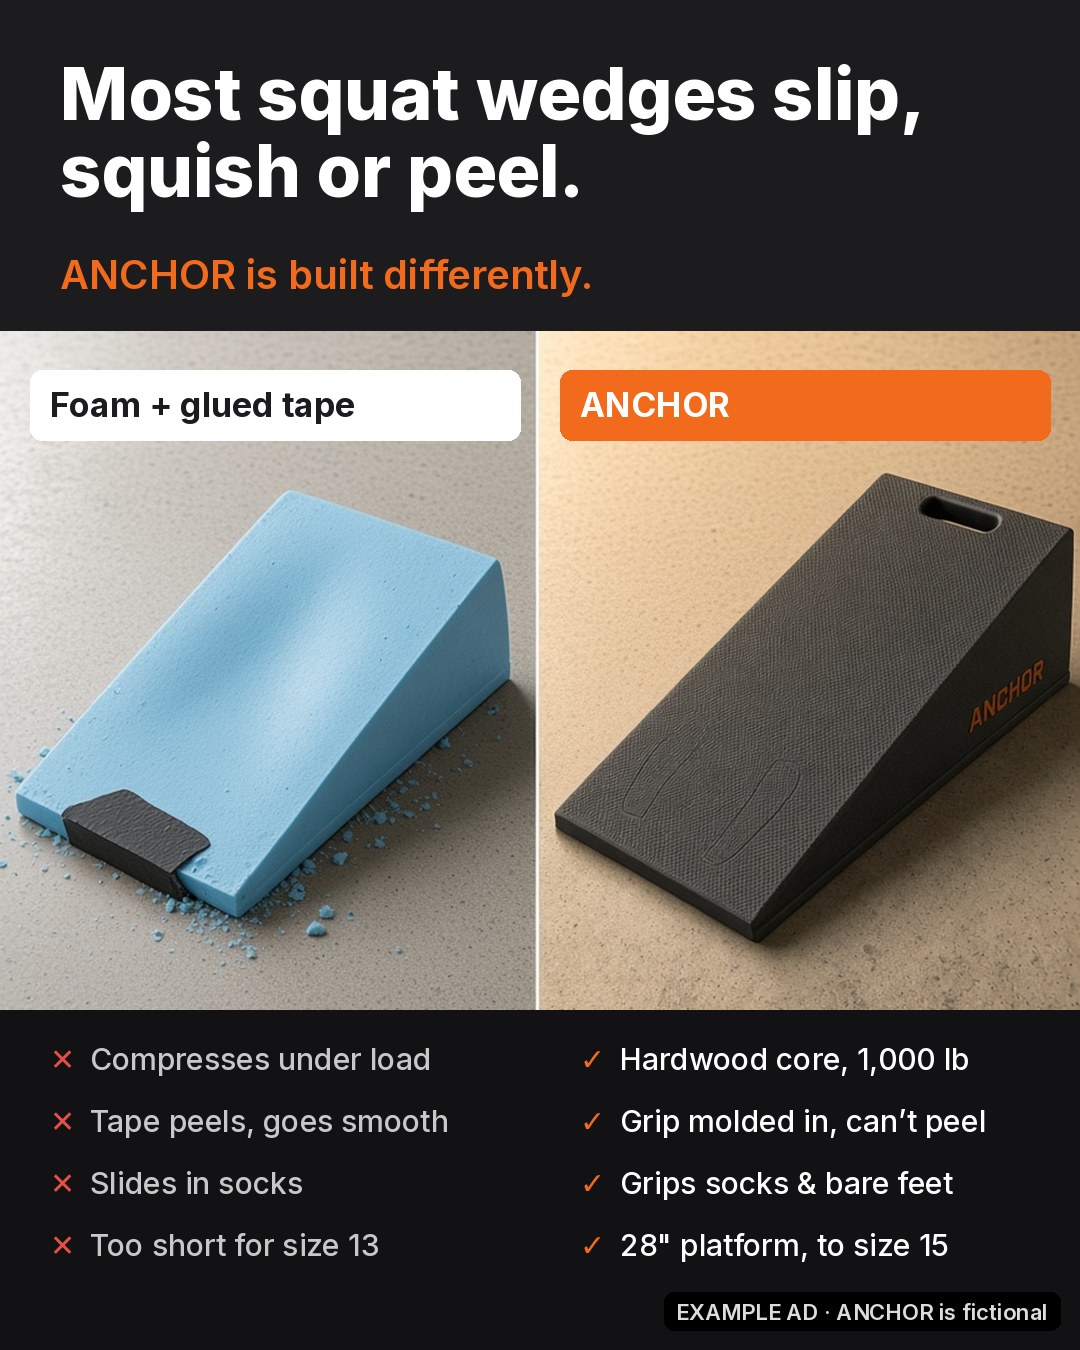 Most squat wedges slip,
squish or peel.
ANCHOR is built differently.
Foam + glued tape
ANCHOR
ANCHOR
✕ Compresses under load
✕ Tape peels, goes smooth
✕ Slides in socks
✕ Too short for size 13
✓ Hardwood core, 1,000 lb
✓ Grip molded in, can’t peel
✓ Grips socks & bare feet
✓ 28" platform, to size 15
EXAMPLE AD · ANCHOR is fictional